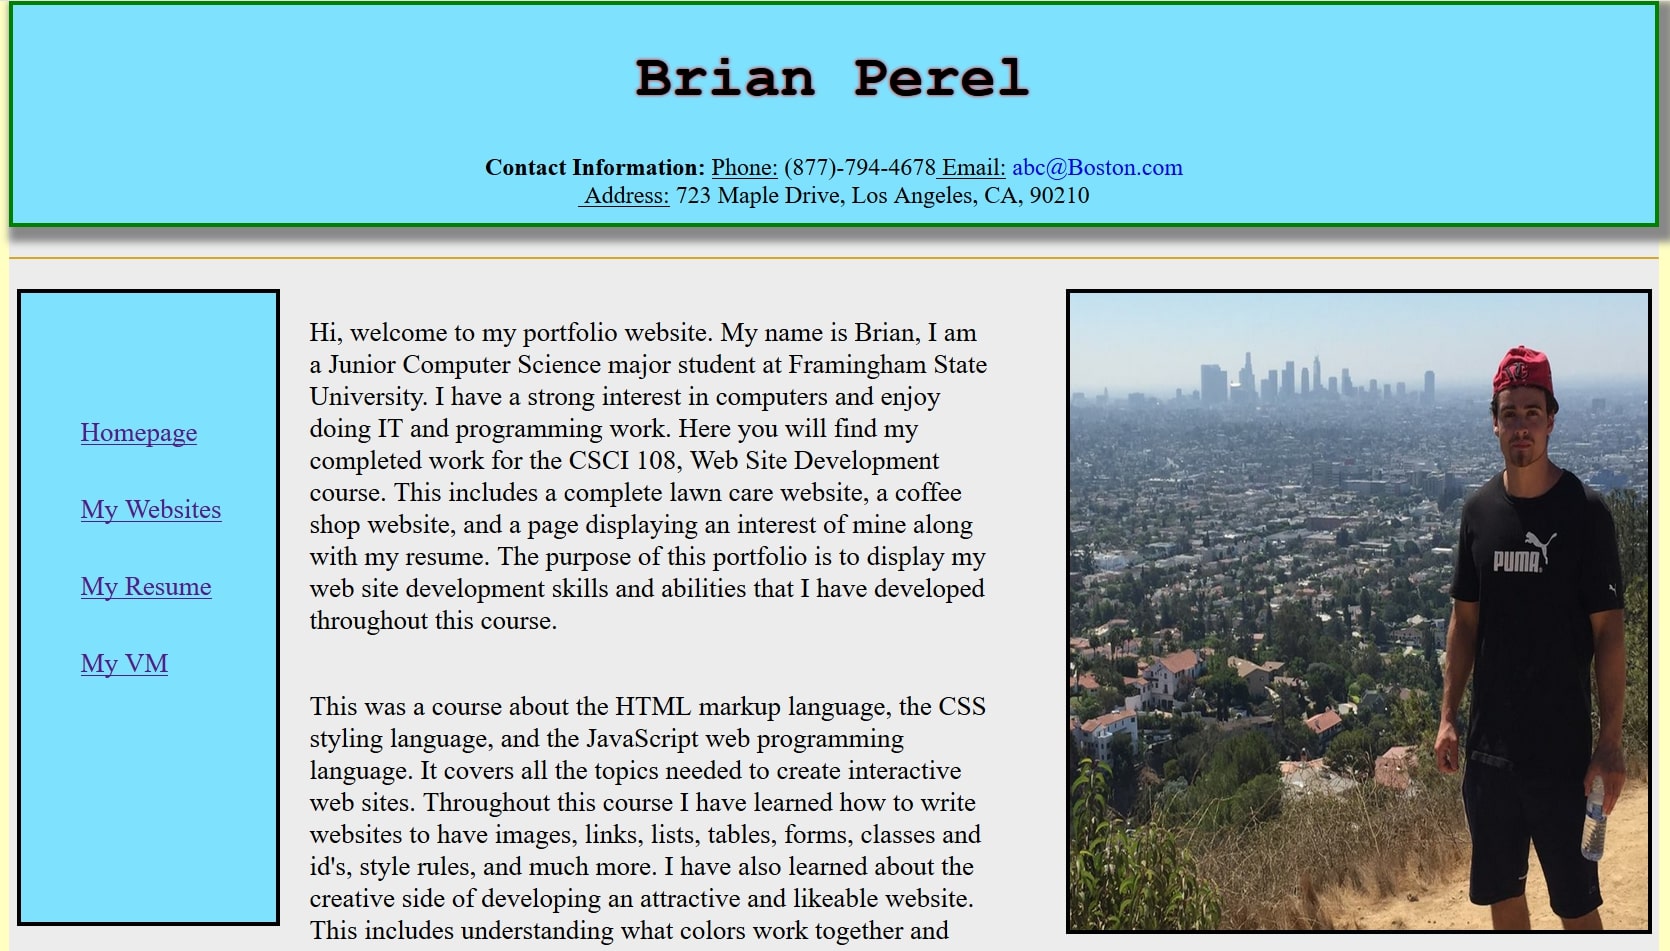 Brian Perel
Contact Information: Phone: (877)-794-4678 Email: abc@Boston.com
Address: 723 Maple Drive, Los Angeles, CA, 90210
Homepage
My Websites
My Resume
My VM
Hi, welcome to my portfolio website. My name is Brian, I am
a Junior Computer Science major student at Framingham State
University. I have a strong interest in computers and enjoy
doing IT and programming work. Here you will find my
completed work for the CSCI 108, Web Site Development
course. This includes a complete lawn care website, a coffee
shop website, and a page displaying an interest of mine along
with my resume. The purpose of this portfolio is to display my
web site development skills and abilities that I have developed
throughout this course.
This was a course about the HTML markup language, the CSS
styling language, and the JavaScript web programming
language. It covers all the topics needed to create interactive
web sites. Throughout this course I have learned how to write
websites to have images, links, lists, tables, forms, classes and
id's, style rules, and much more. I have also learned about the
creative side of developing an attractive and likeable website.
This includes understanding what colors work together and
PUMA